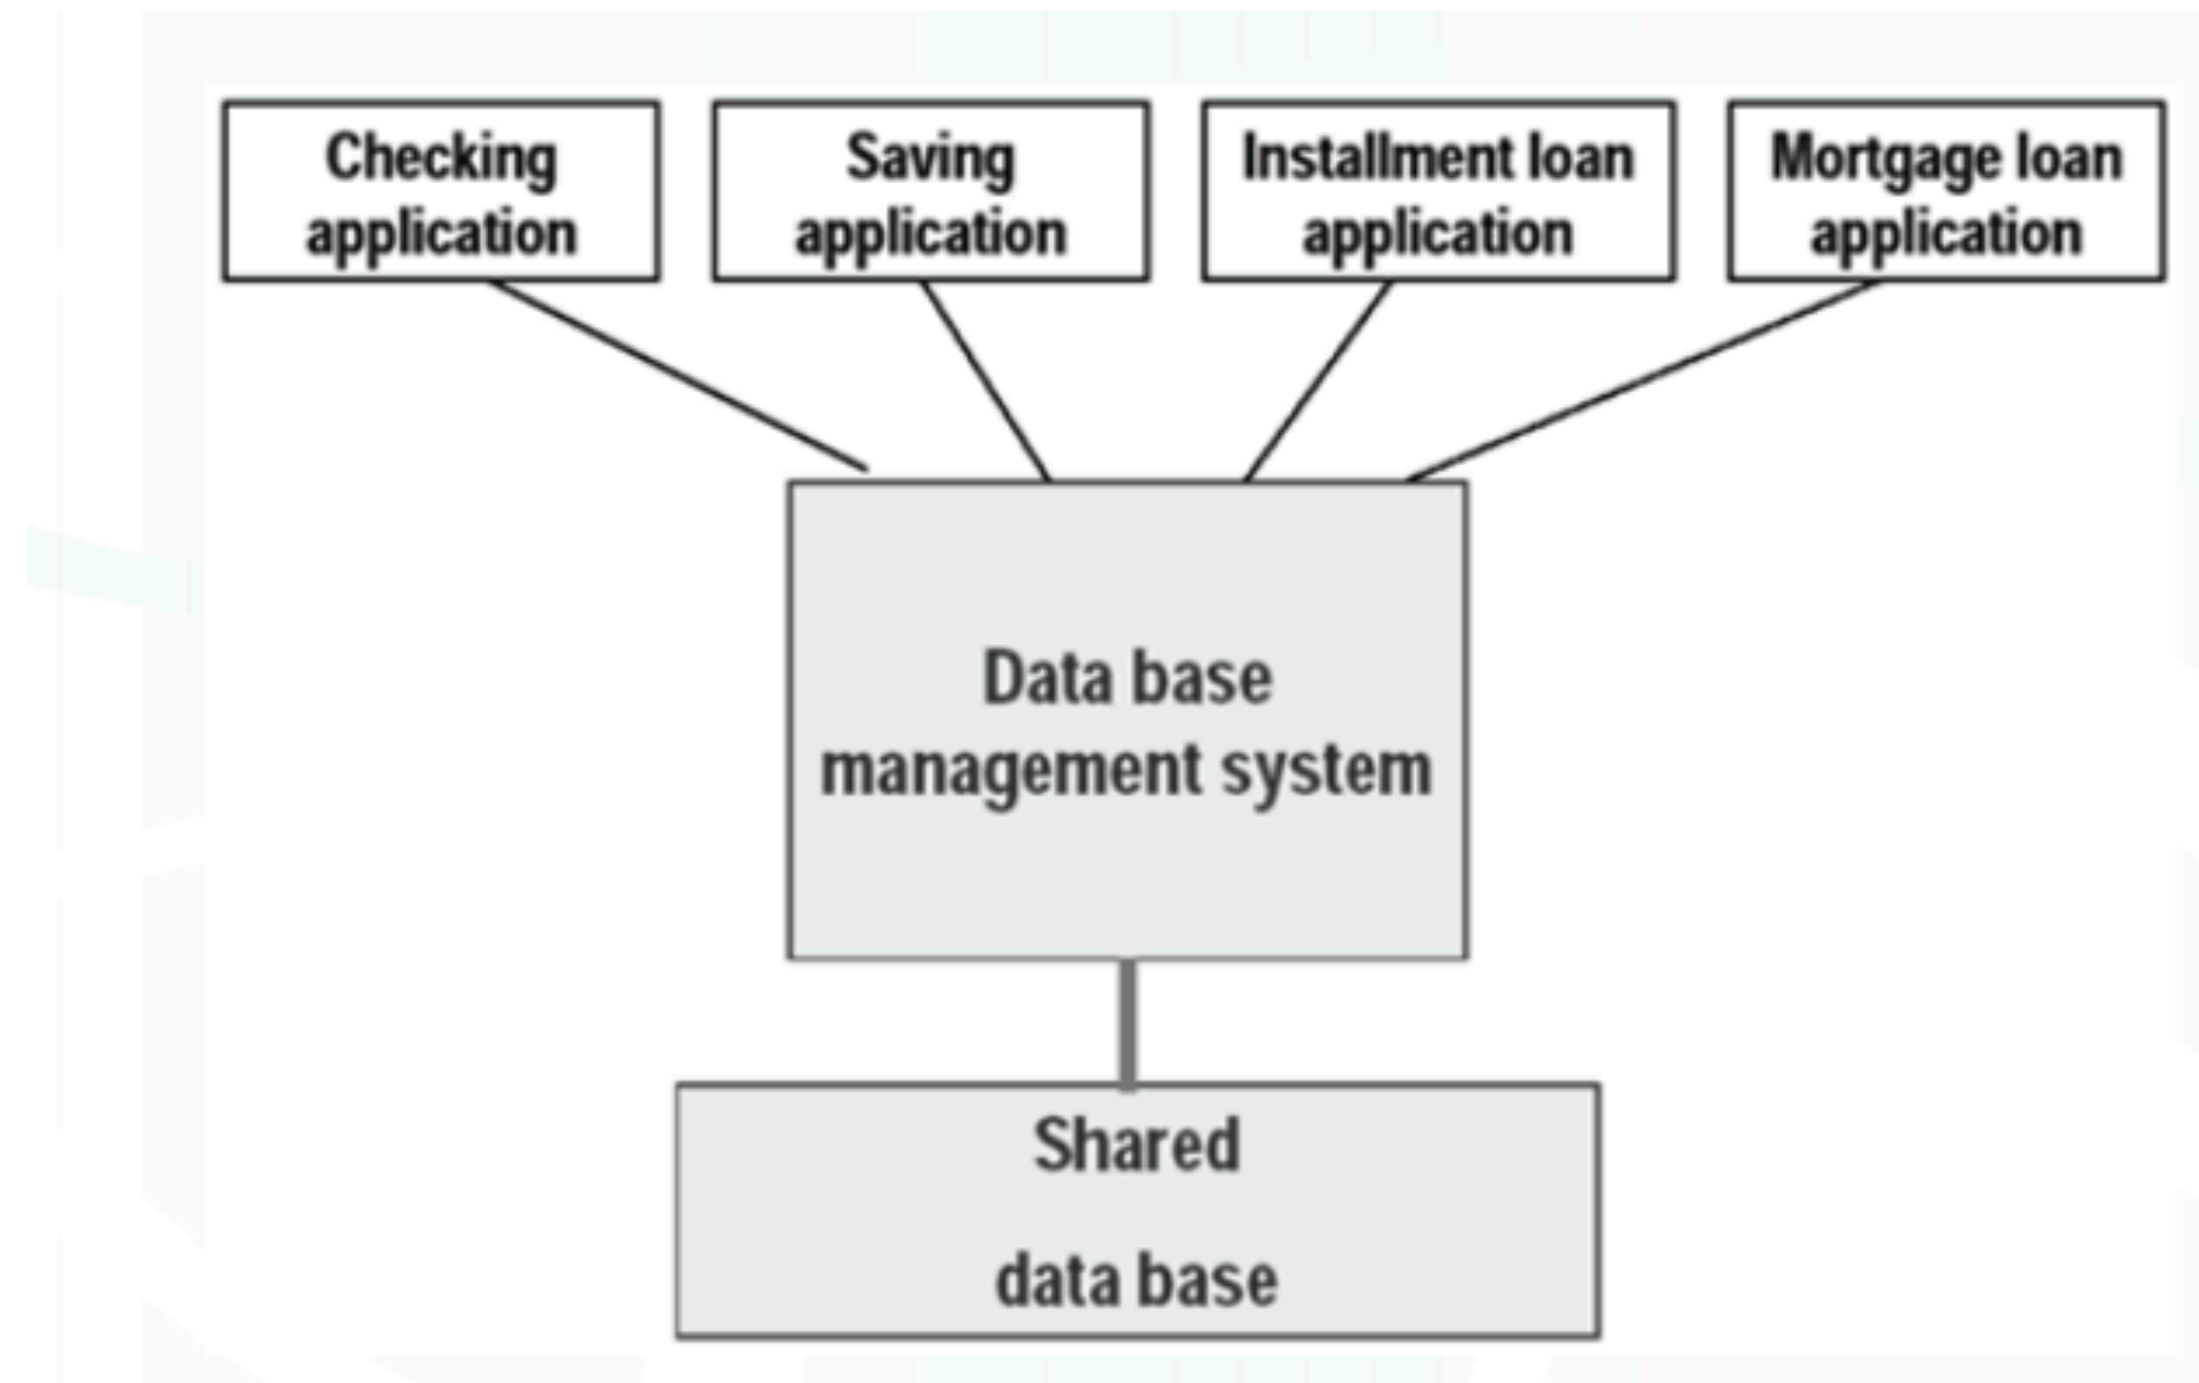 Checking
application
Saving
application
Installment loan
application
Mortgage loan
application
Data base
management system
Shared
data base